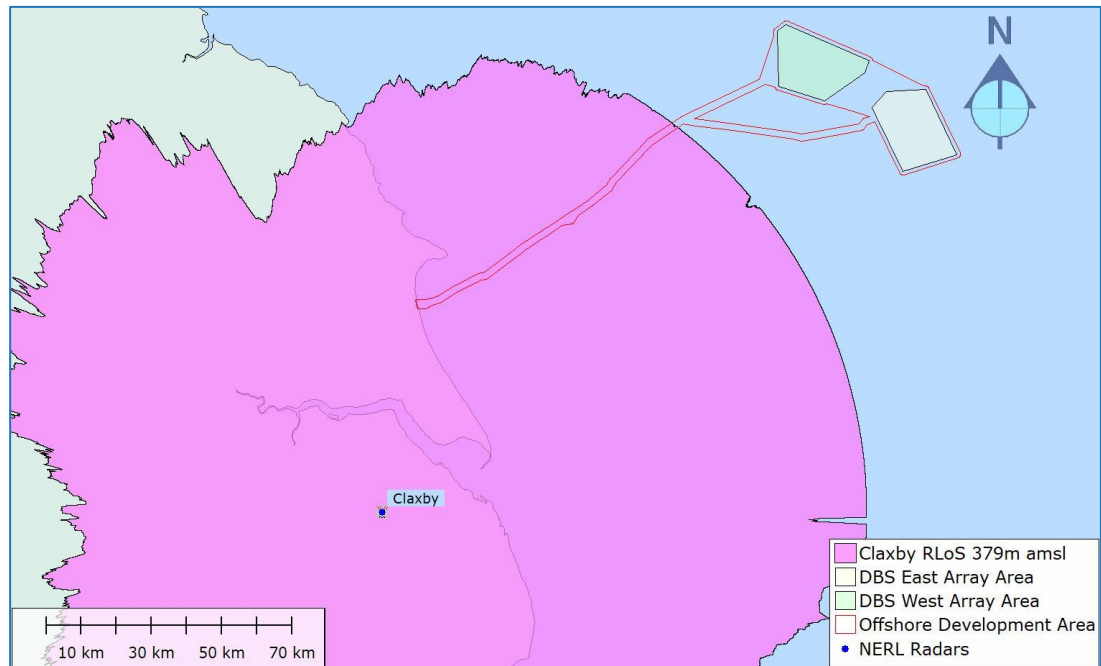 N
Claxby
Claxby RLoS 379m amsl
DBS East Array Area
DBS West Array Area
Offshore Development Area
NERL Radars
10 km 30 km 50 km 70 km